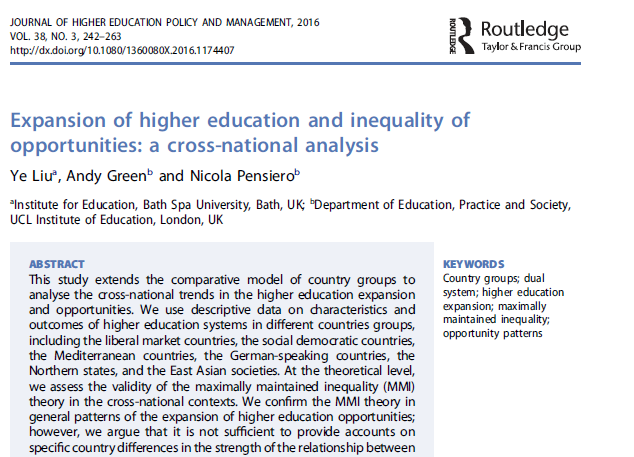 JOURNAL OF HIGHER EDUCATION POLICY AND MANAGEMENT, 2016
VOL. 38, NO. 3, 242–263
http://dx.doi.org/10.1080/1360080X.2016.1174407
ROUTLEDGE
Routledge
Taylor & Francis Group
Expansion of higher education and inequality of
opportunities: a cross-national analysis
Ye Liuᵃ, Andy Greenᵇ and Nicola Pensieroᵇ
ᵃInstitute for Education, Bath Spa University, Bath, UK; ᵇDepartment of Education, Practice and Society,
UCL Institute of Education, London, UK
ABSTRACT
This study extends the comparative model of country groups to
analyse the cross-national trends in the higher education expansion
and opportunities. We use descriptive data on characteristics and
outcomes of higher education systems in different countries groups,
including the liberal market countries, the social democratic countries,
the Mediterranean countries, the German-speaking countries, the
Northern states, and the East Asian societies. At the theoretical level,
we assess the validity of the maximally maintained inequality (MMI)
theory in the cross-national contexts. We confirm the MMI theory in
general patterns of the expansion of higher education opportunities;
however, we argue that it is not sufficient to provide accounts on
specific country differences in the strength of the relationship between
KEYWORDS
Country groups; dual
system; higher education
expansion; maximally
maintained inequality;
opportunity patterns